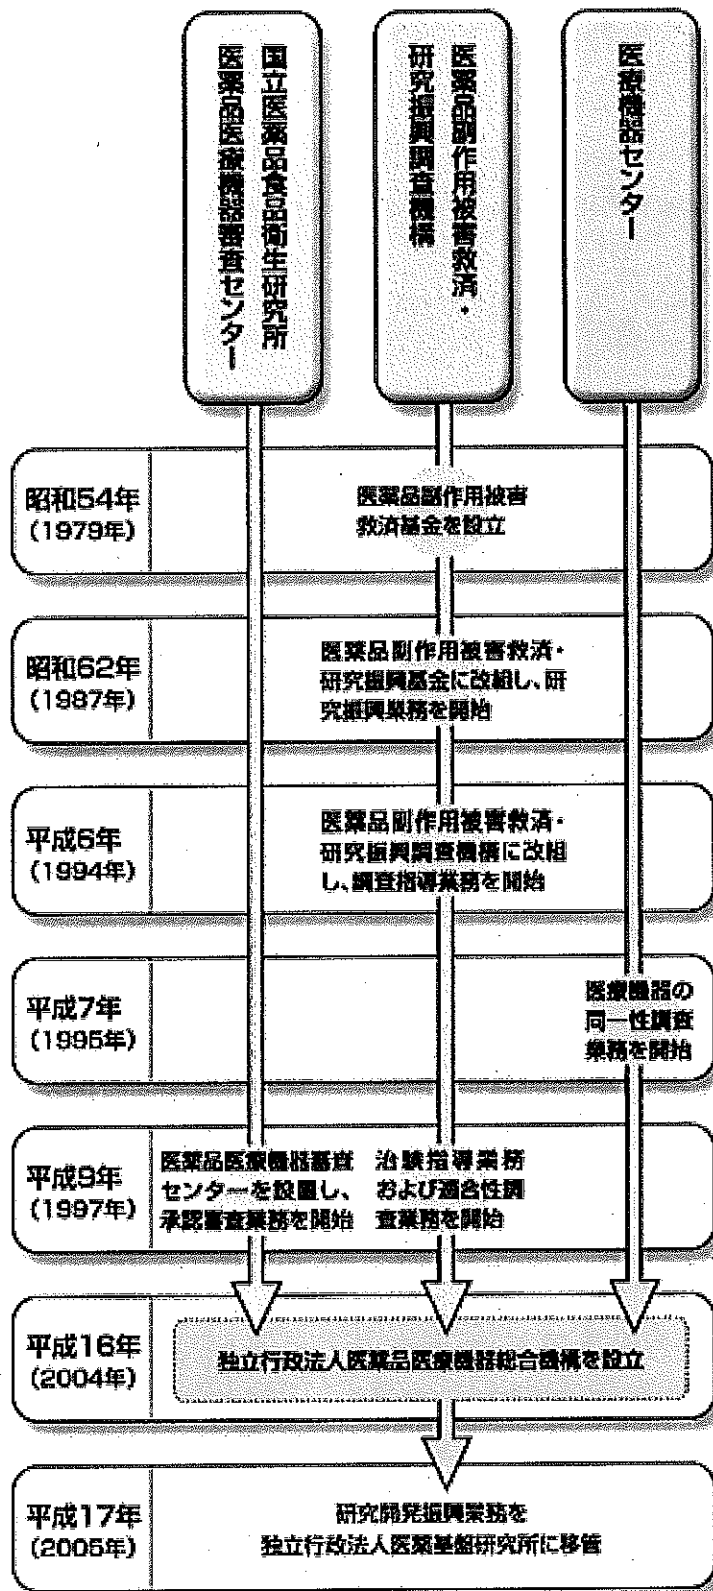 国立医薬品食品衛生研究所
医薬品医療機器審査センター
医薬品副作用被害救済・
研究振興調査機構
医療機器センター
昭和54年
(1979年)
医薬品副作用被害
救済基金を設立
昭和62年
(1987年)
医薬品副作用被害救済・
研究振興基金に改組し、研
究振興業務を開始
平成6年
(1994年)
医薬品副作用被害救済・
研究振興調査機構に改組
し、調査指導業務を開始
平成7年
(1995年)
医療機器の
同一性調査
業務を開始
平成9年
(1997年)
医薬品医療機器審査
センターを設置し、
承認審査業務を開始
治験指導業務
および適合性調
査業務を開始
平成16年
(2004年)
独立行政法人医薬品医療機器総合機構を設立
平成17年
(2005年)
研究開発振興業務を
独立行政法人医薬基盤研究所に移管